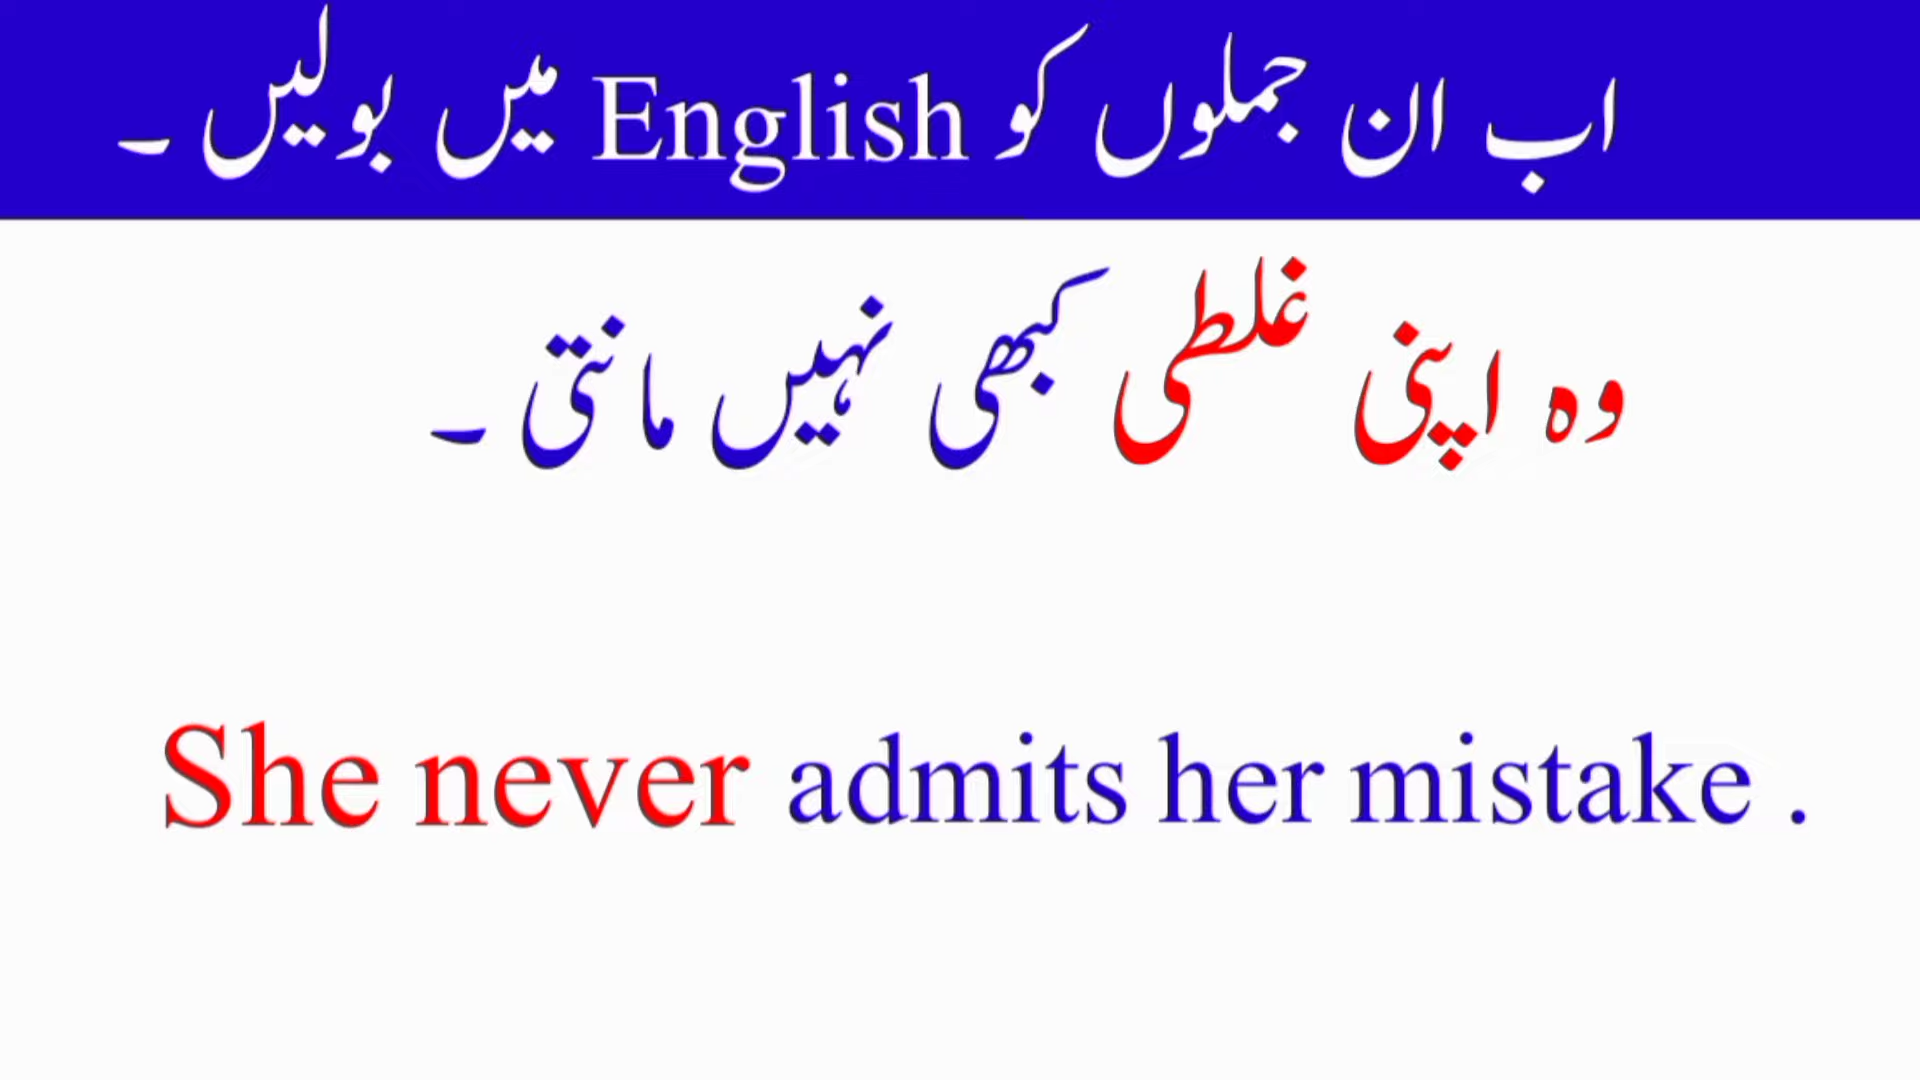 اب ان جملوں کو English میں بولیں ۔
وہ اپنی غلطی کبھی نہیں مانتی ۔
She never admits her mistake .